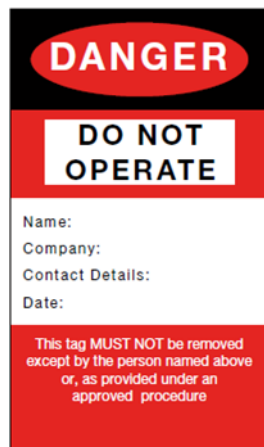 DANGER
DO NOT
OPERATE
Name:
Company:
Contact Details:
Date:
This tag MUST NOT be removed
except by the person named above
or, as provided under an
approved procedure